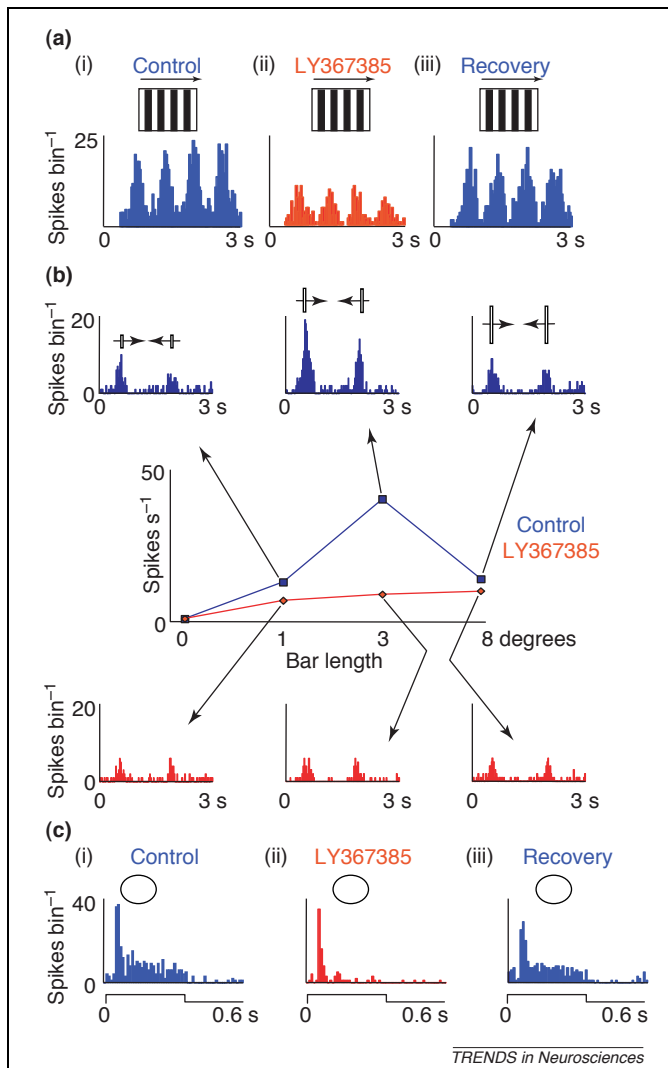 (a)
(i) Control (ii) LY367385 (iii) Recovery
Spikes bin⁻¹
25
0 3 s 0 3 s 0 3 s
(b)
Spikes bin⁻¹
20
0
0 3 s 0 3 s 0 3 s
Spikes s⁻¹
50
0
Control
LY367385
0 1 3 8 degrees
Bar length
Spikes bin⁻¹
20
0
0 3 s 0 3 s 0 3 s
(c)
(i) Control (ii) LY367385 (iii) Recovery
Spikes bin⁻¹
40
0
0 0.6 s 0 0.6 s 0 0.6 s
TRENDS in Neurosciences